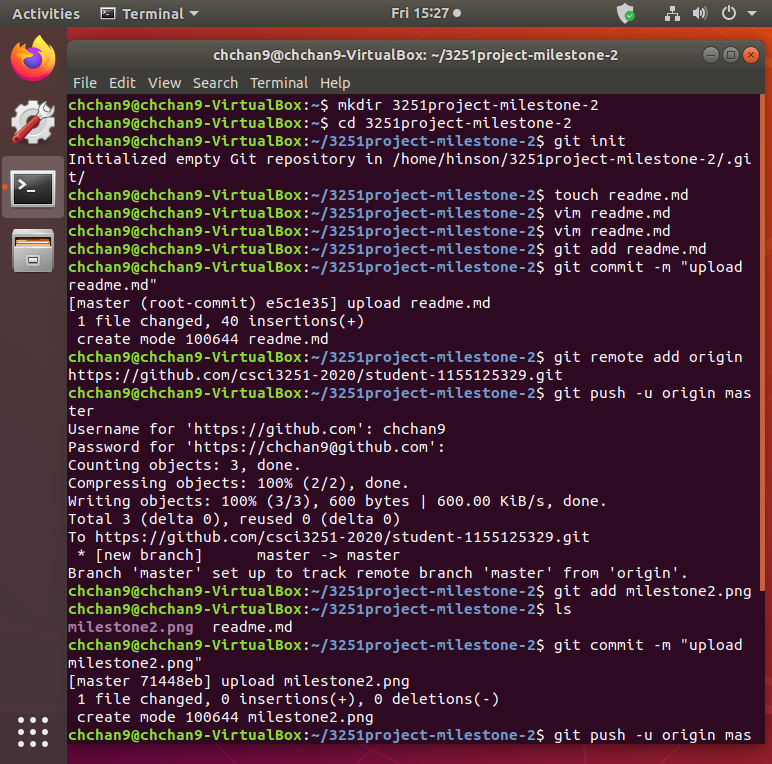 Activities Terminal Fri 15:27
chchan9@chchan9-VirtualBox: ~/3251project-milestone-2
File Edit View Search Terminal Help
chchan9@chchan9-VirtualBox:~$ mkdir 3251project-milestone-2
chchan9@chchan9-VirtualBox:~$ cd 3251project-milestone-2
chchan9@chchan9-VirtualBox:~/3251project-milestone-2$ git init
Initialized empty Git repository in /home/hinson/3251project-milestone-2/.gi
t/
chchan9@chchan9-VirtualBox:~/3251project-milestone-2$ touch readme.md
chchan9@chchan9-VirtualBox:~/3251project-milestone-2$ vim readme.md
chchan9@chchan9-VirtualBox:~/3251project-milestone-2$ vim readme.md
chchan9@chchan9-VirtualBox:~/3251project-milestone-2$ git add readme.md
chchan9@chchan9-VirtualBox:~/3251project-milestone-2$ git commit -m "upload
readme.md"
[master (root-commit) e5c1e35] upload readme.md
1 file changed, 40 insertions(+)
create mode 100644 readme.md
chchan9@chchan9-VirtualBox:~/3251project-milestone-2$ git remote add origin
https://github.com/csci3251-2020/student-1155125329.git
chchan9@chchan9-VirtualBox:~/3251project-milestone-2$ git push -u origin mas
ter
Username for 'https://github.com': chchan9
Password for 'https://chchan9@github.com':
Counting objects: 3, done.
Compressing objects: 100% (2/2), done.
Writing objects: 100% (3/3), 600 bytes | 600.00 KiB/s, done.
Total 3 (delta 0), reused 0 (delta 0)
To https://github.com/csci3251-2020/student-1155125329.git
* [new branch] master -> master
Branch 'master' set up to track remote branch 'master' from 'origin'.
chchan9@chchan9-VirtualBox:~/3251project-milestone-2$ git add milestone2.png
chchan9@chchan9-VirtualBox:~/3251project-milestone-2$ ls
milestone2.png readme.md
chchan9@chchan9-VirtualBox:~/3251project-milestone-2$ git commit -m "upload
milestone2.png"
[master 71448eb] upload milestone2.png
1 file changed, 0 insertions(+), 0 deletions(-)
create mode 100644 milestone2.png
chchan9@chchan9-VirtualBox:~/3251project-milestone-2$ git push -u origin mas